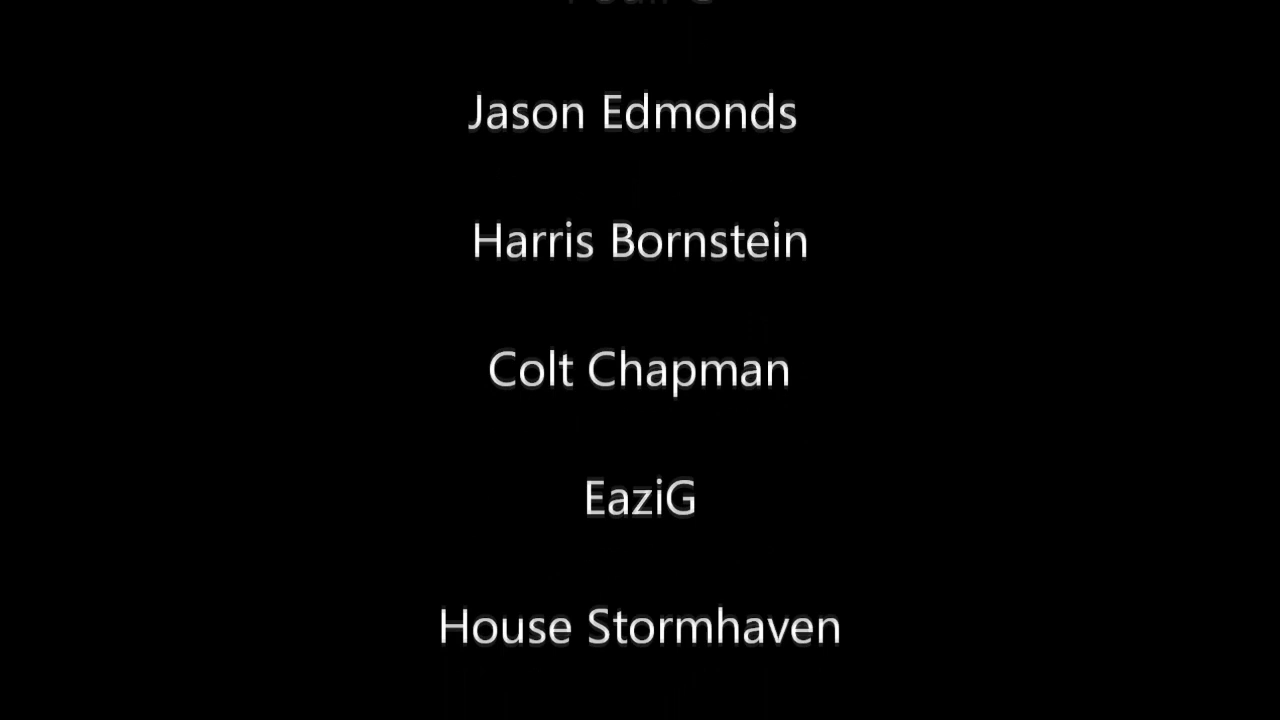 Jason Edmonds
Harris Bornstein
Colt Chapman
EaziG
House Stormhaven